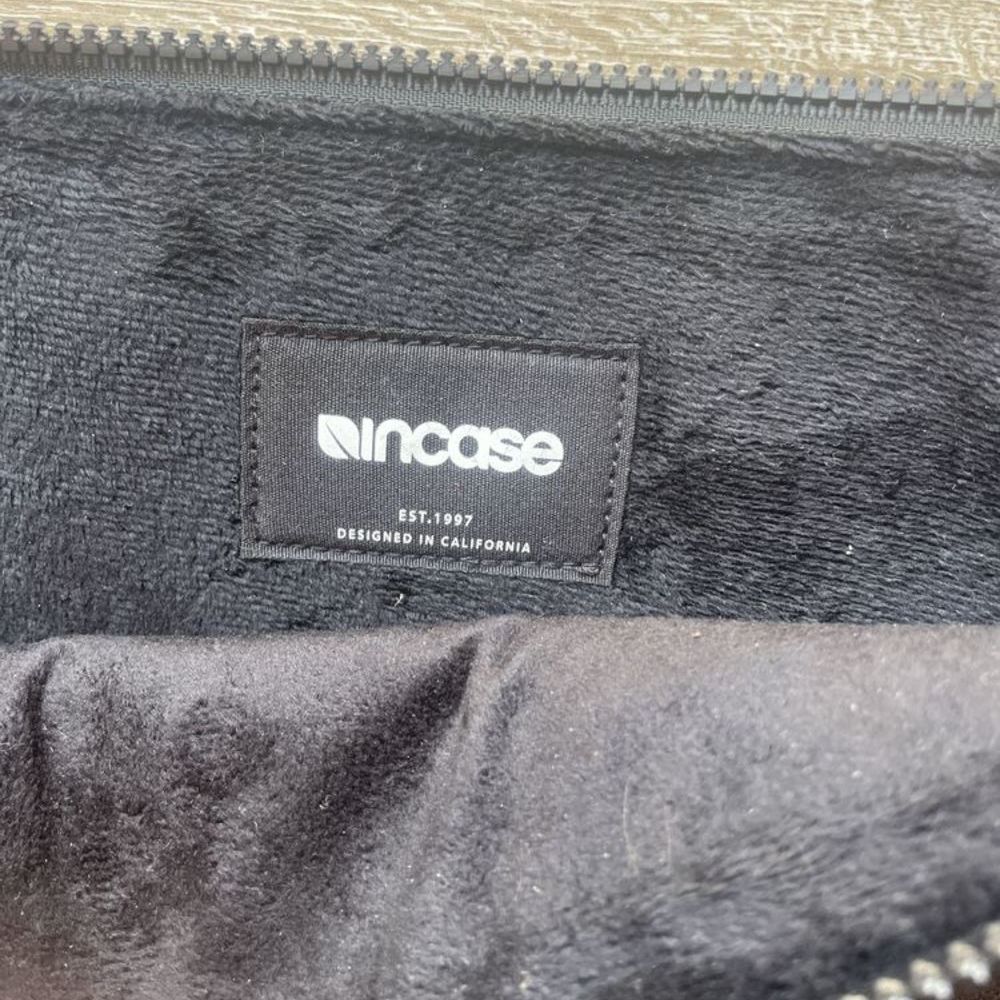 incase
EST.1997
DESIGNED IN CALIFORNIA